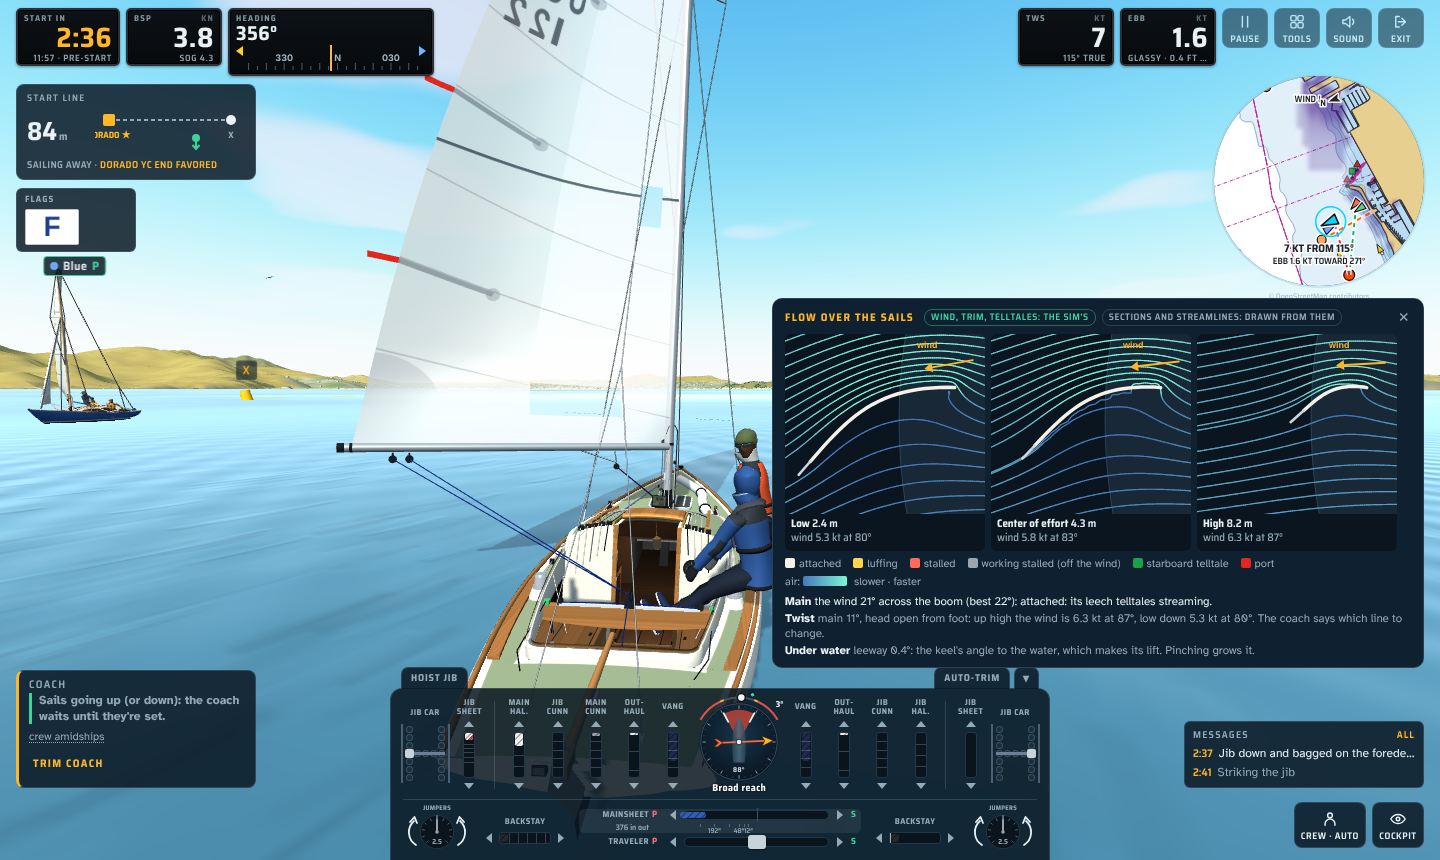 START IN
2:36
11:57 · PRE-START
BSP KN
3.8
SOG 4.3
HEADING
356°
330 N 030
TWS KT
7
115° TRUE
EBB KT
1.6
GLASSY · 0.4 FT ...
PAUSE
TOOLS
SOUND
EXIT
START LINE
84 m
ORADO ★
X
SAILING AWAY · DORADO YC END FAVORED
FLAGS
F
Blue P
X
WIND
N
7 KT FROM 115°
EBB 1.6 KT TOWARD 271°
© OpenStreetMap contributors
FLOW OVER THE SAILS
WIND, TRIM, TELLTALES: THE SIM'S
SECTIONS AND STREAMLINES: DRAWN FROM THEM
wind
wind
wind
Low 2.4 m
wind 5.3 kt at 80°
Center of effort 4.3 m
wind 5.8 kt at 83°
High 8.2 m
wind 6.3 kt at 87°
attached luffing stalled working stalled (off the wind) starboard telltale port
air: slower · faster
Main the wind 21° across the boom (best 22°): attached: its leech telltales streaming.
Twist main 11°, head open from foot: up high the wind is 6.3 kt at 87°, low down 5.3 kt at 80°. The coach says which line to
change.
Under water leeway 0.4°: the keel's angle to the water, which makes its lift. Pinching grows it.
COACH
Sails going up (or down): the coach
waits until they're set.
crew amidships
TRIM COACH
HOIST JIB
AUTO-TRIM
JIB CAR
JIB SHEET
MAIN HAL.
JIB CUNN
MAIN CUNN
OUT-HAUL
VANG
3°
88°
Broad reach
VANG
OUT-HAUL
JIB CUNN
JIB HAL.
JIB SHEET
JIB CAR
JUMPERS
2.5
BACKSTAY
MAINSHEET P
S
376 in out
192° 48°12°
TRAVELER P
S
BACKSTAY
JUMPERS
2.5
MESSAGES ALL
2:37 Jib down and bagged on the forede...
2:41 Striking the jib
CREW · AUTO
COCKPIT